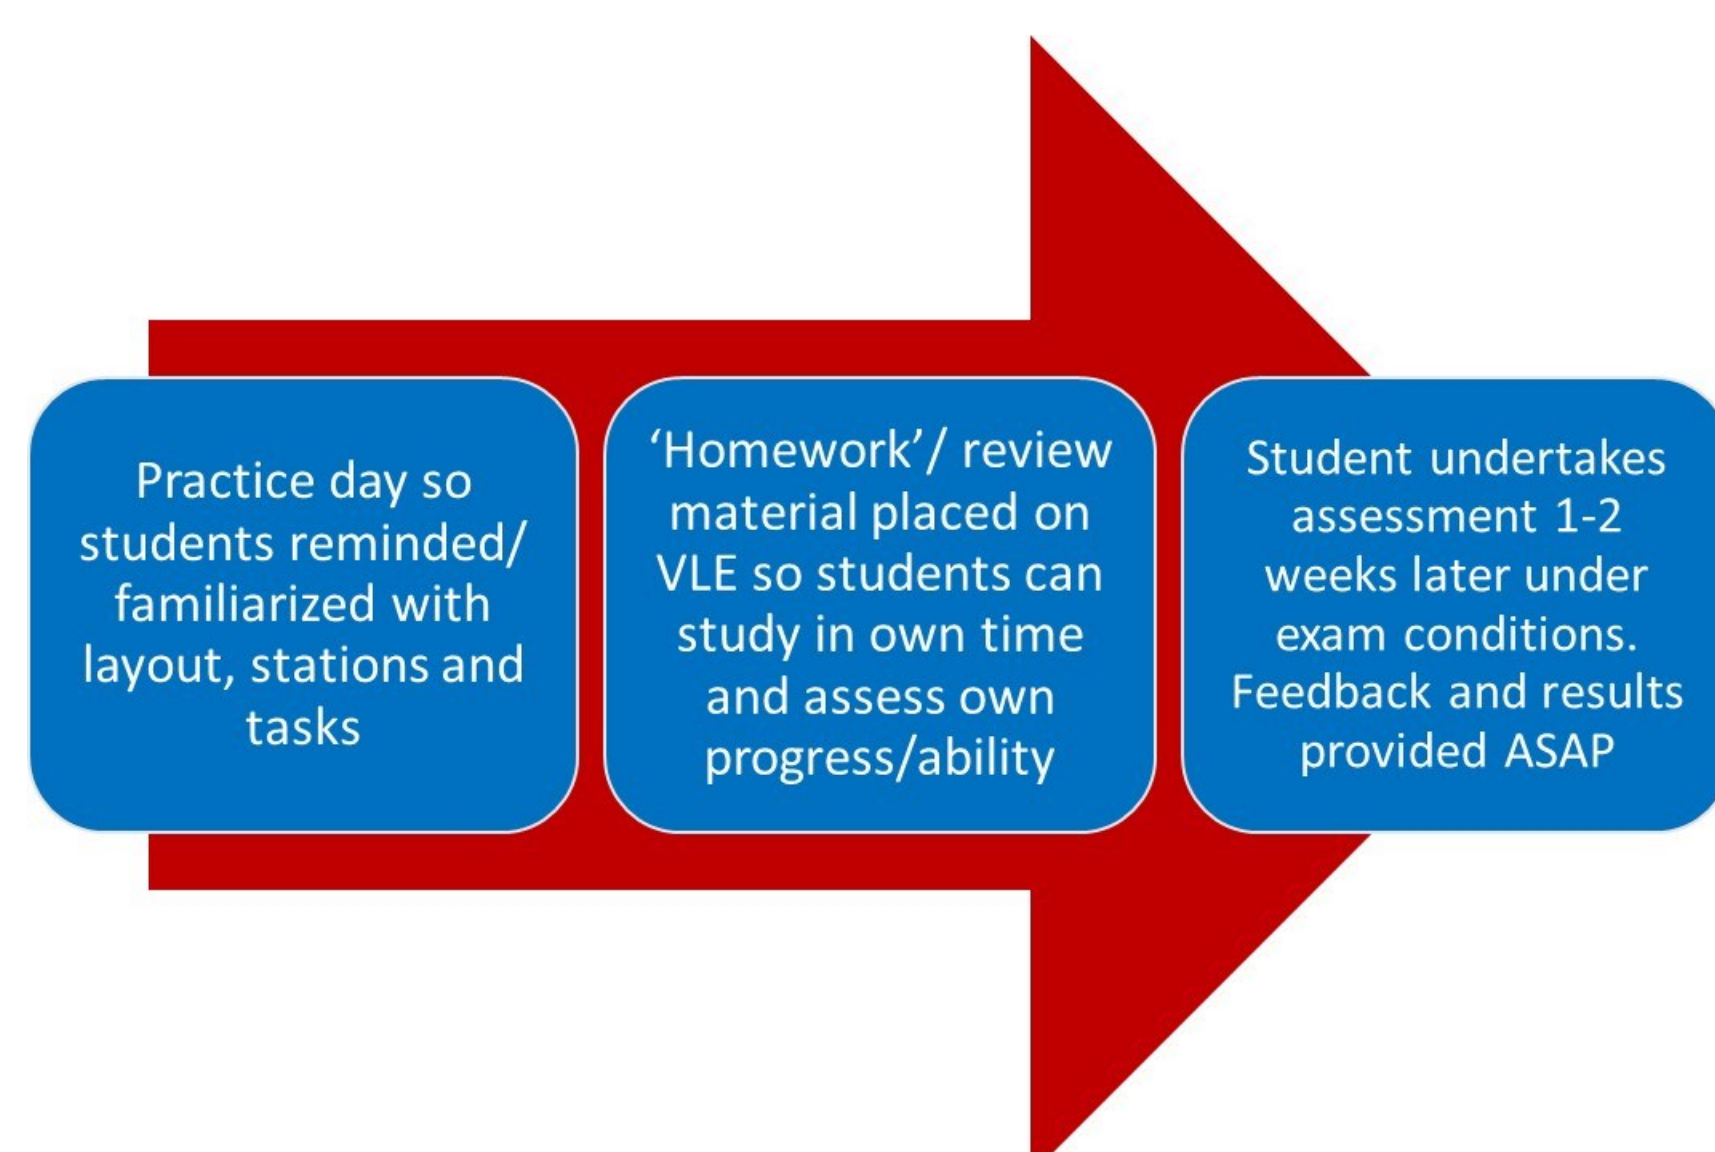 Practice day so
students reminded/
familiarized with
layout, stations and
tasks
‘Homework’/ review
material placed on
VLE so students can
study in own time
and assess own
progress/ability
Student undertakes
assessment 1-2
weeks later under
exam conditions.
Feedback and results
provided ASAP